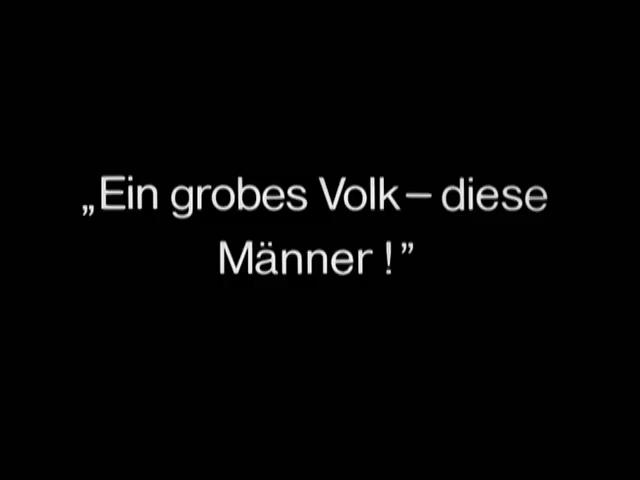 „Ein grobes Volk – diese
Männer !”